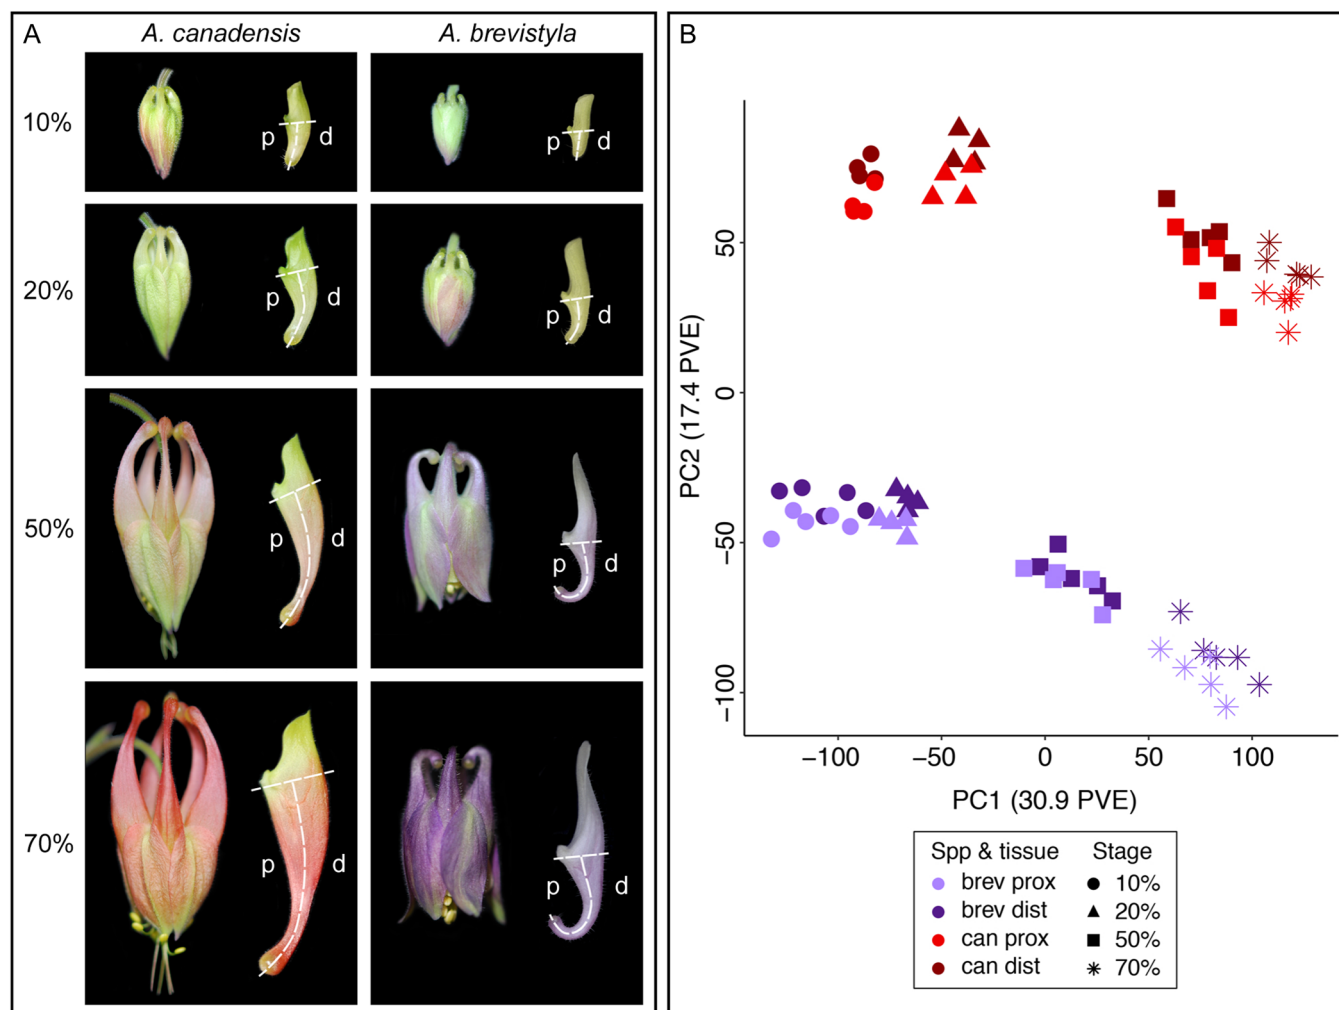 A
A. canadensis
A. brevistyla
10%
p d
p d
20%
p d
p d
50%
p d
p d
70%
p d
p d
B
PC2 (17.4 PVE)
50
0
−50
−100
−100 −50 0 50 100
PC1 (30.9 PVE)
Spp & tissue
brev prox
brev dist
can prox
can dist
Stage
10%
20%
50%
70%